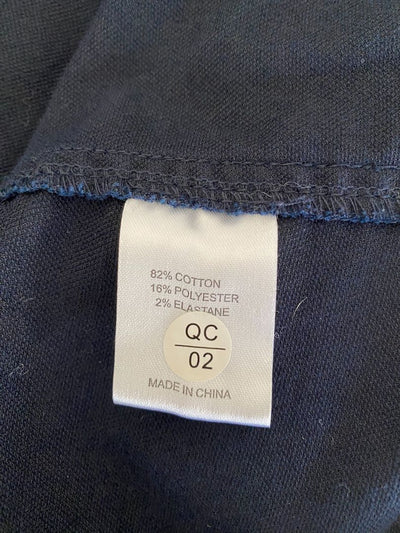 82% COTTON
16% POLYESTER
2% ELASTANE
QC
02
MADE IN CHINA